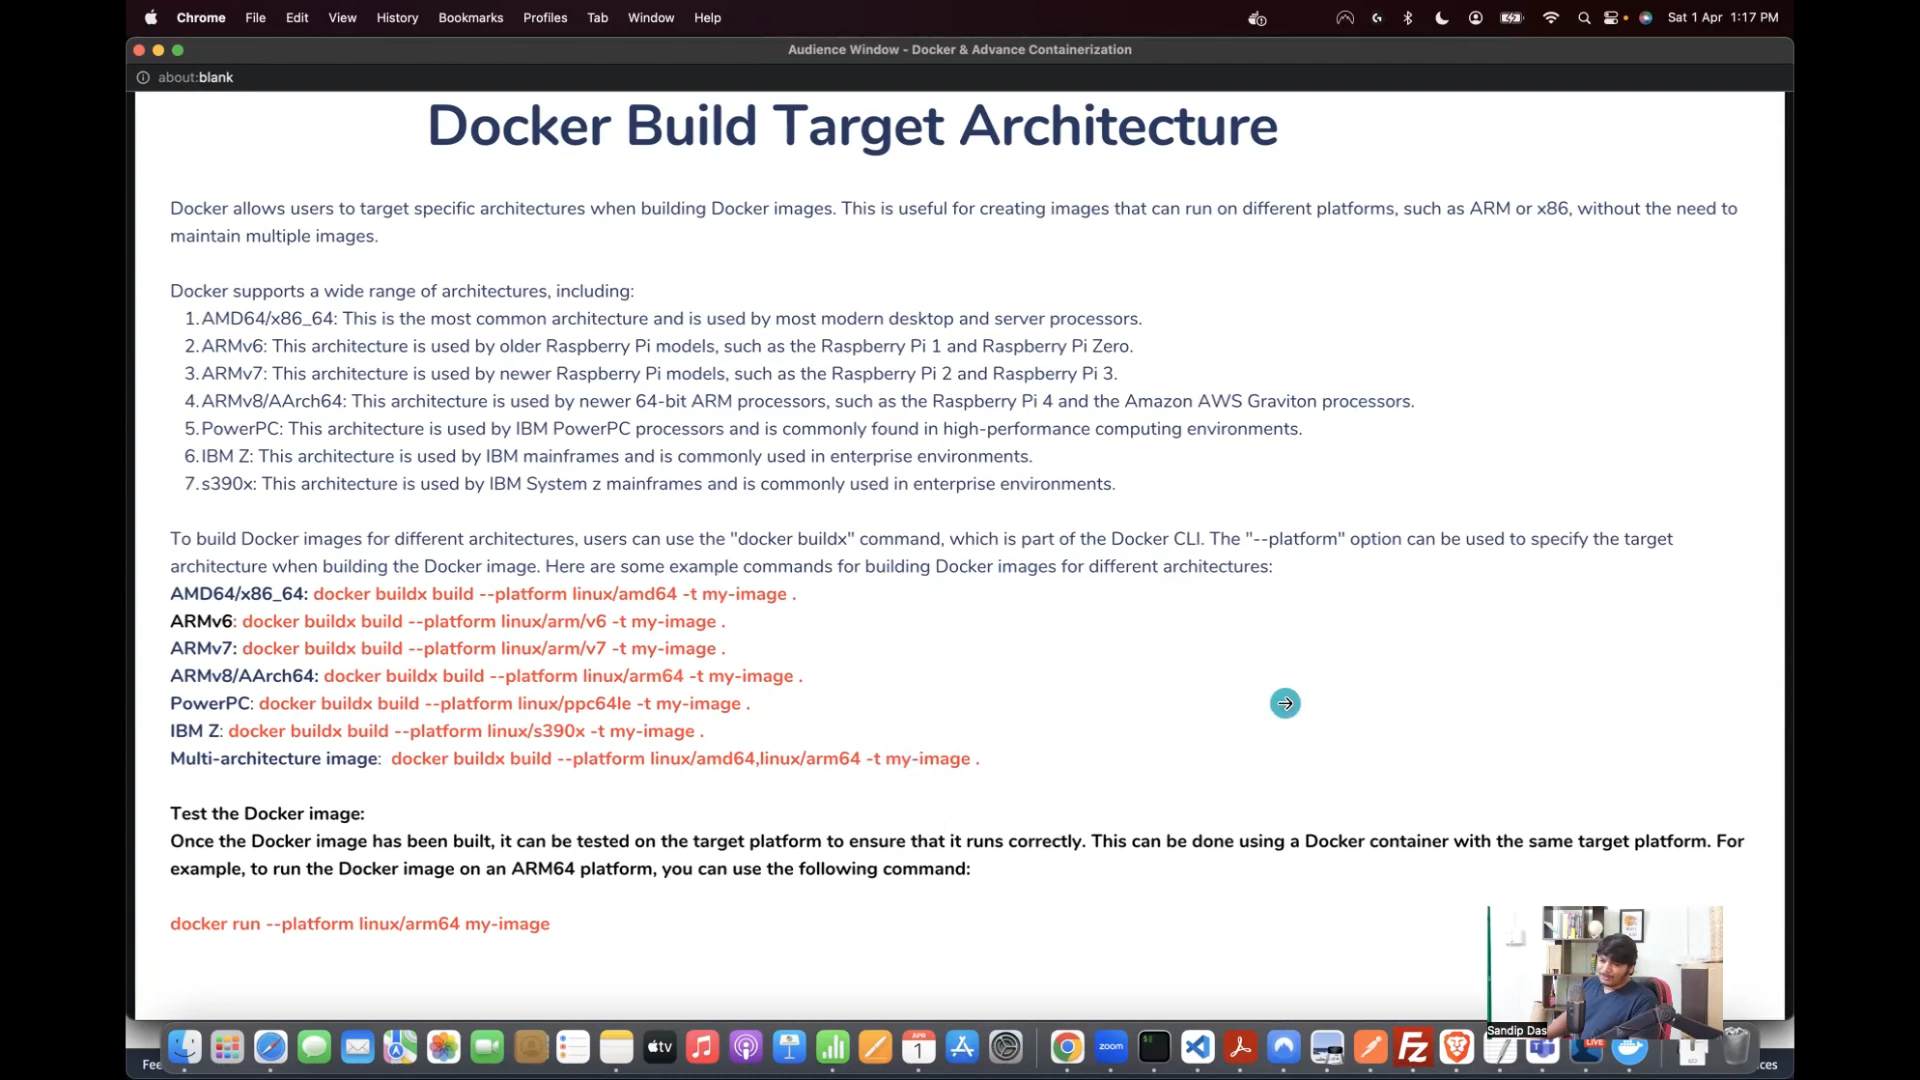 Chrome File Edit View History Bookmarks Profiles Tab Window Help Sat 1 Apr 1:17 PM
Audience Window - Docker & Advance Containerization
about:blank
Docker Build Target Architecture
Docker allows users to target specific architectures when building Docker images. This is useful for creating images that can run on different platforms, such as ARM or x86, without the need to
maintain multiple images.
Docker supports a wide range of architectures, including:
1. AMD64/x86_64: This is the most common architecture and is used by most modern desktop and server processors.
2. ARMv6: This architecture is used by older Raspberry Pi models, such as the Raspberry Pi 1 and Raspberry Pi Zero.
3. ARMv7: This architecture is used by newer Raspberry Pi models, such as the Raspberry Pi 2 and Raspberry Pi 3.
4. ARMv8/AArch64: This architecture is used by newer 64-bit ARM processors, such as the Raspberry Pi 4 and the Amazon AWS Graviton processors.
5. PowerPC: This architecture is used by IBM PowerPC processors and is commonly found in high-performance computing environments.
6. IBM Z: This architecture is used by IBM mainframes and is commonly used in enterprise environments.
7. s390x: This architecture is used by IBM System z mainframes and is commonly used in enterprise environments.
To build Docker images for different architectures, users can use the "docker buildx" command, which is part of the Docker CLI. The "--platform" option can be used to specify the target
architecture when building the Docker image. Here are some example commands for building Docker images for different architectures:
AMD64/x86_64: docker buildx build --platform linux/amd64 -t my-image .
ARMv6: docker buildx build --platform linux/arm/v6 -t my-image .
ARMv7: docker buildx build --platform linux/arm/v7 -t my-image .
ARMv8/AArch64: docker buildx build --platform linux/arm64 -t my-image .
PowerPC: docker buildx build --platform linux/ppc64le -t my-image .
IBM Z: docker buildx build --platform linux/s390x -t my-image .
Multi-architecture image: docker buildx build --platform linux/amd64,linux/arm64 -t my-image .
Test the Docker image:
Once the Docker image has been built, it can be tested on the target platform to ensure that it runs correctly. This can be done using a Docker container with the same target platform. For
example, to run the Docker image on an ARM64 platform, you can use the following command:
docker run --platform linux/arm64 my-image
Sandip Das
tv
APR
1
zoom
LIVE
Fee
ces